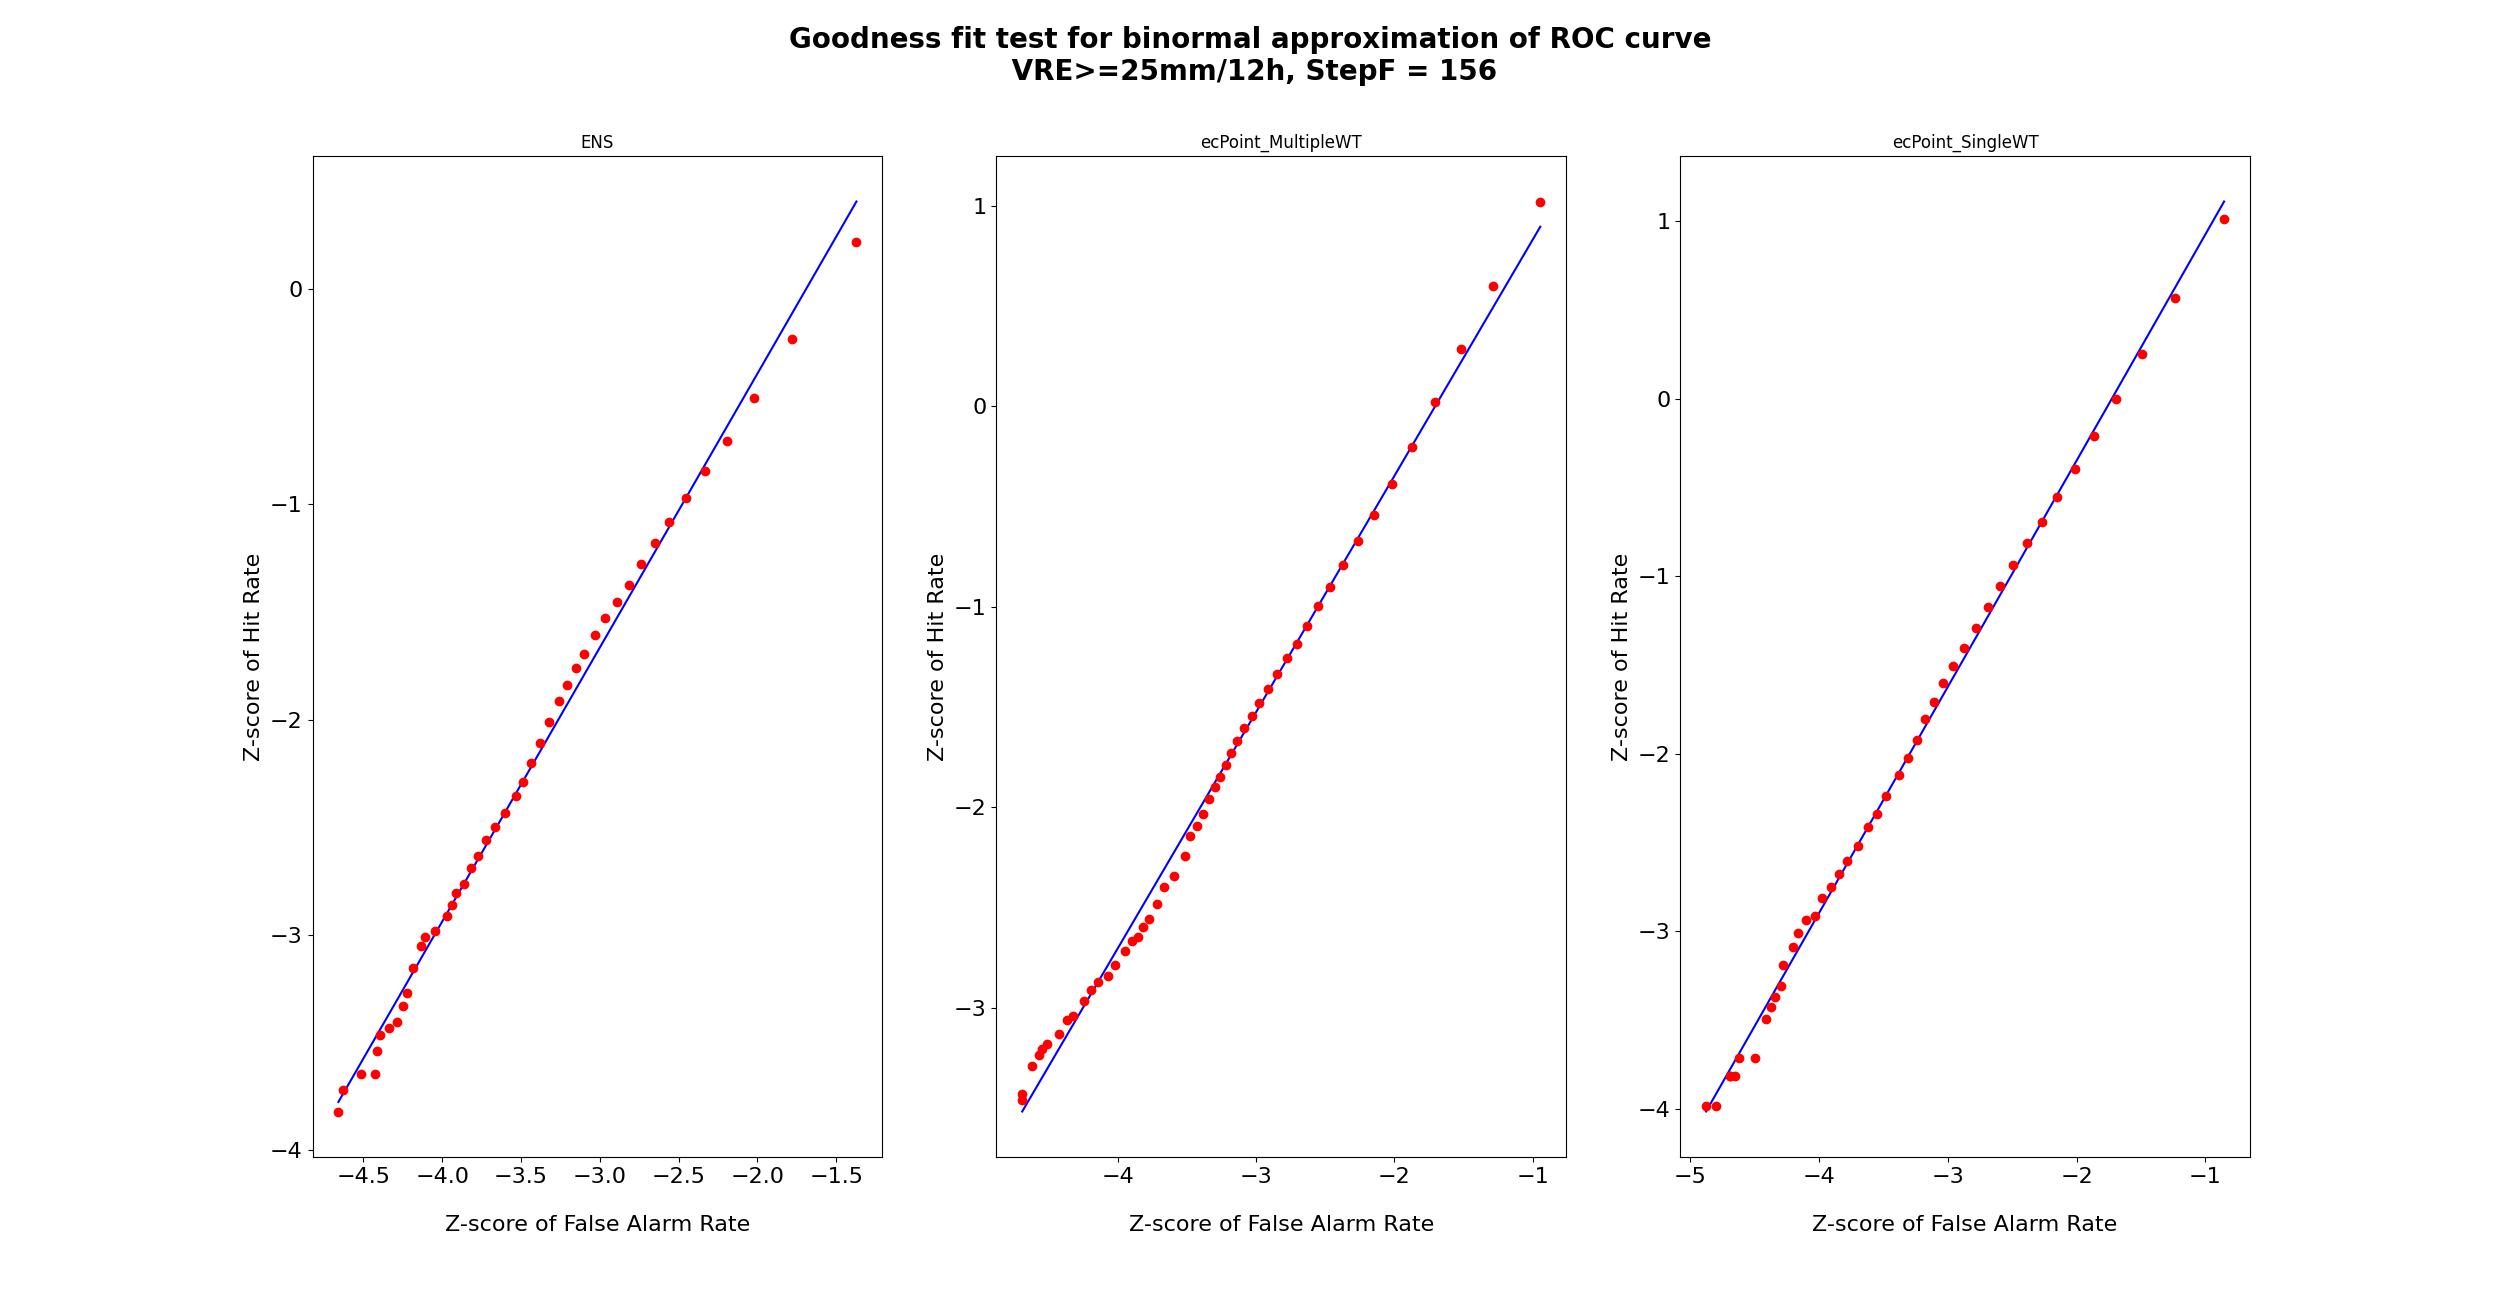 Goodness fit test for binormal approximation of ROC curve
VRE>=25mm/12h, StepF = 156
ENS
Z-score of Hit Rate
0
−1
−2
−3
−4
−4.5 −4.0 −3.5 −3.0 −2.5 −2.0 −1.5
Z-score of False Alarm Rate
ecPoint_MultipleWT
Z-score of Hit Rate
1
0
−1
−2
−3
−4 −3 −2 −1
Z-score of False Alarm Rate
ecPoint_SingleWT
Z-score of Hit Rate
1
0
−1
−2
−3
−4
−5 −4 −3 −2 −1
Z-score of False Alarm Rate